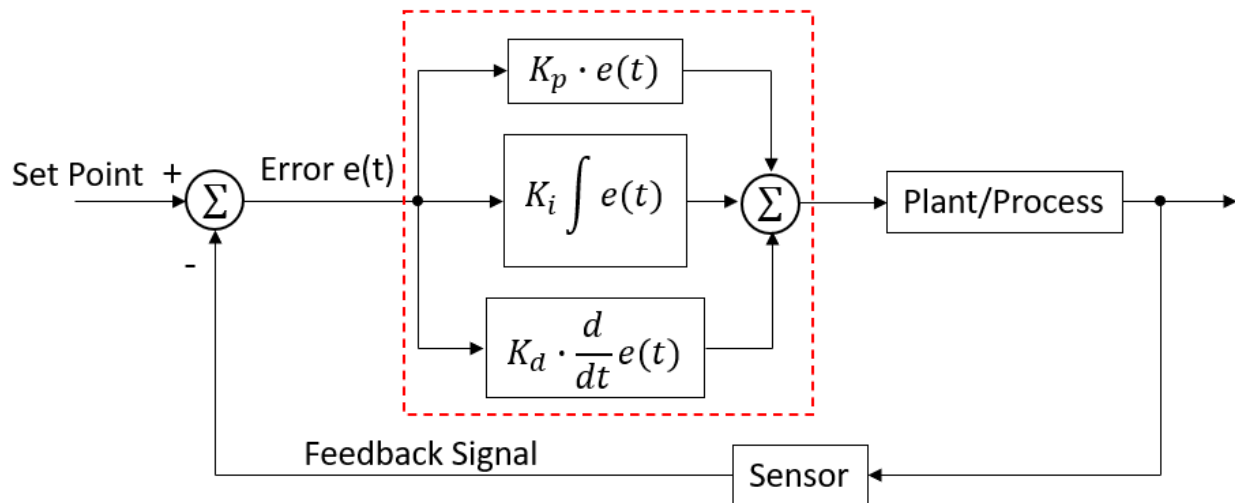 K_p · e(t)
Set Point
+
Σ
Error e(t)
K_i ∫ e(t)
Σ
Plant/Process
-
K_d · d/dt e(t)
Feedback Signal
Sensor